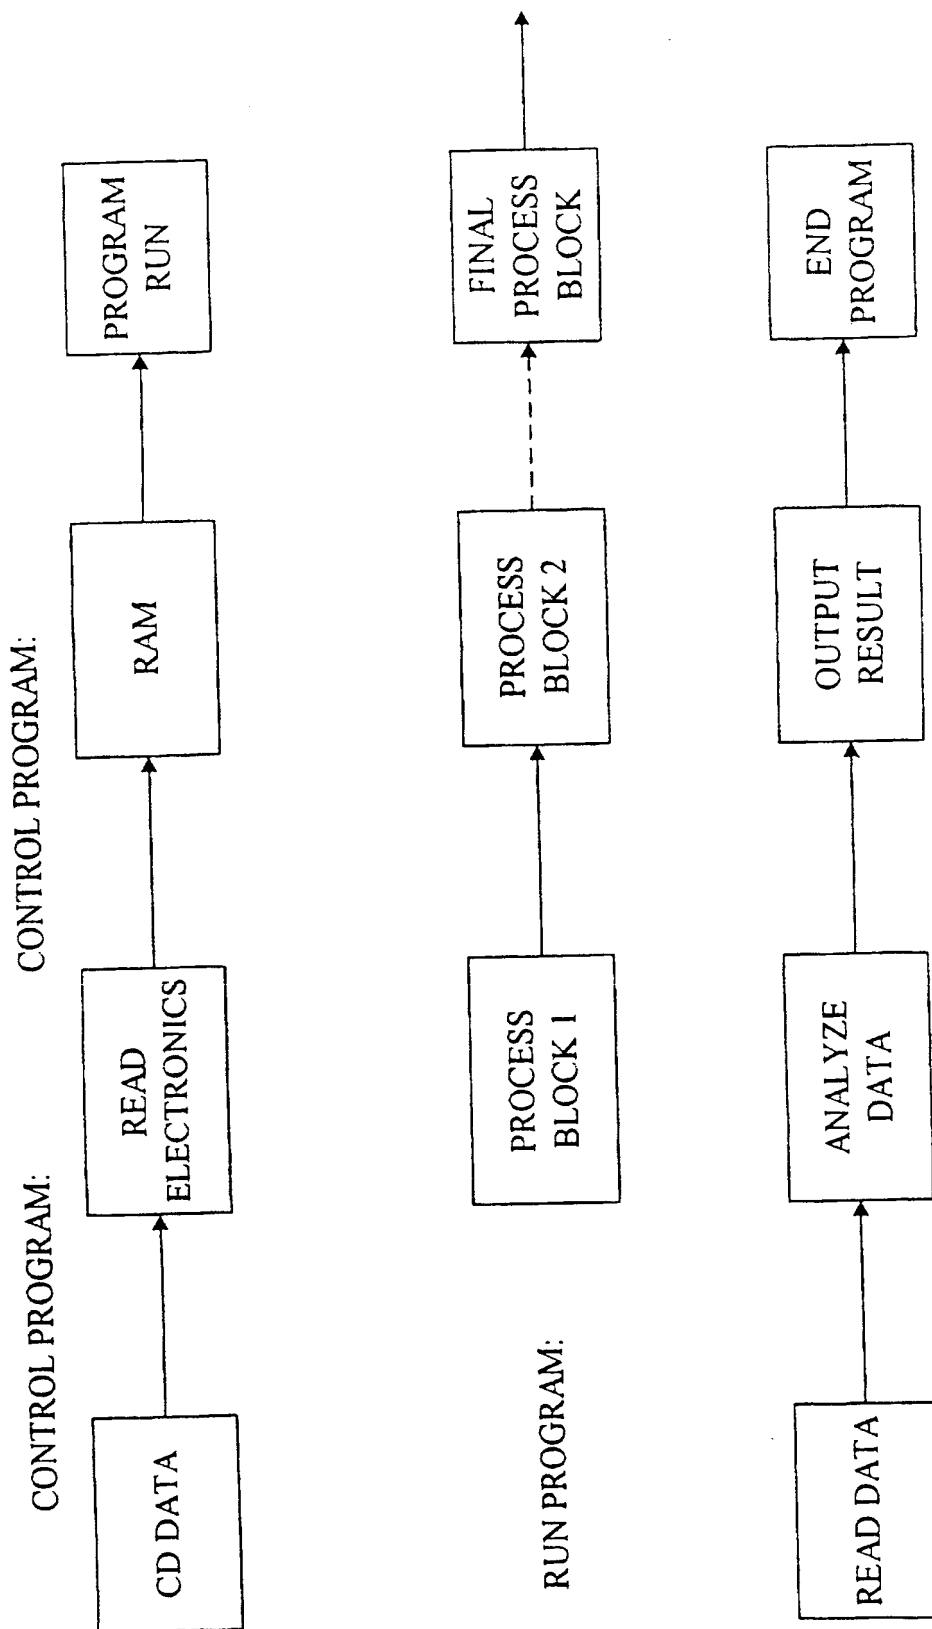 CONTROL PROGRAM:
CONTROL PROGRAM:
CD DATA
READ
ELECTRONICS
RAM
PROGRAM
RUN
RUN PROGRAM:
PROCESS
BLOCK 1
PROCESS
BLOCK 2
FINAL
PROCESS
BLOCK
READ DATA
ANALYZE
DATA
OUTPUT
RESULT
END
PROGRAM